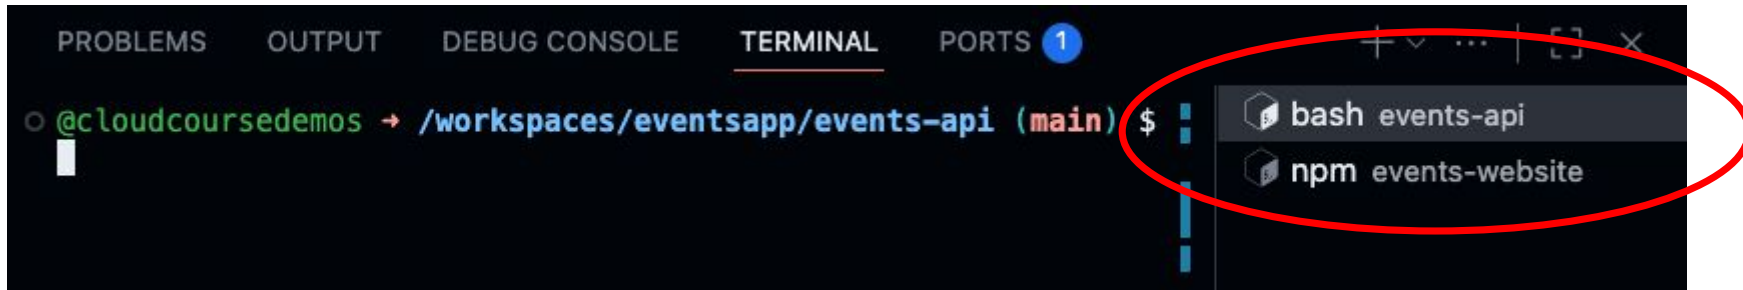 PROBLEMS OUTPUT DEBUG CONSOLE TERMINAL PORTS 1
@cloudcoursedemos → /workspaces/eventsapp/events-api (main) $
bash events-api
npm events-website